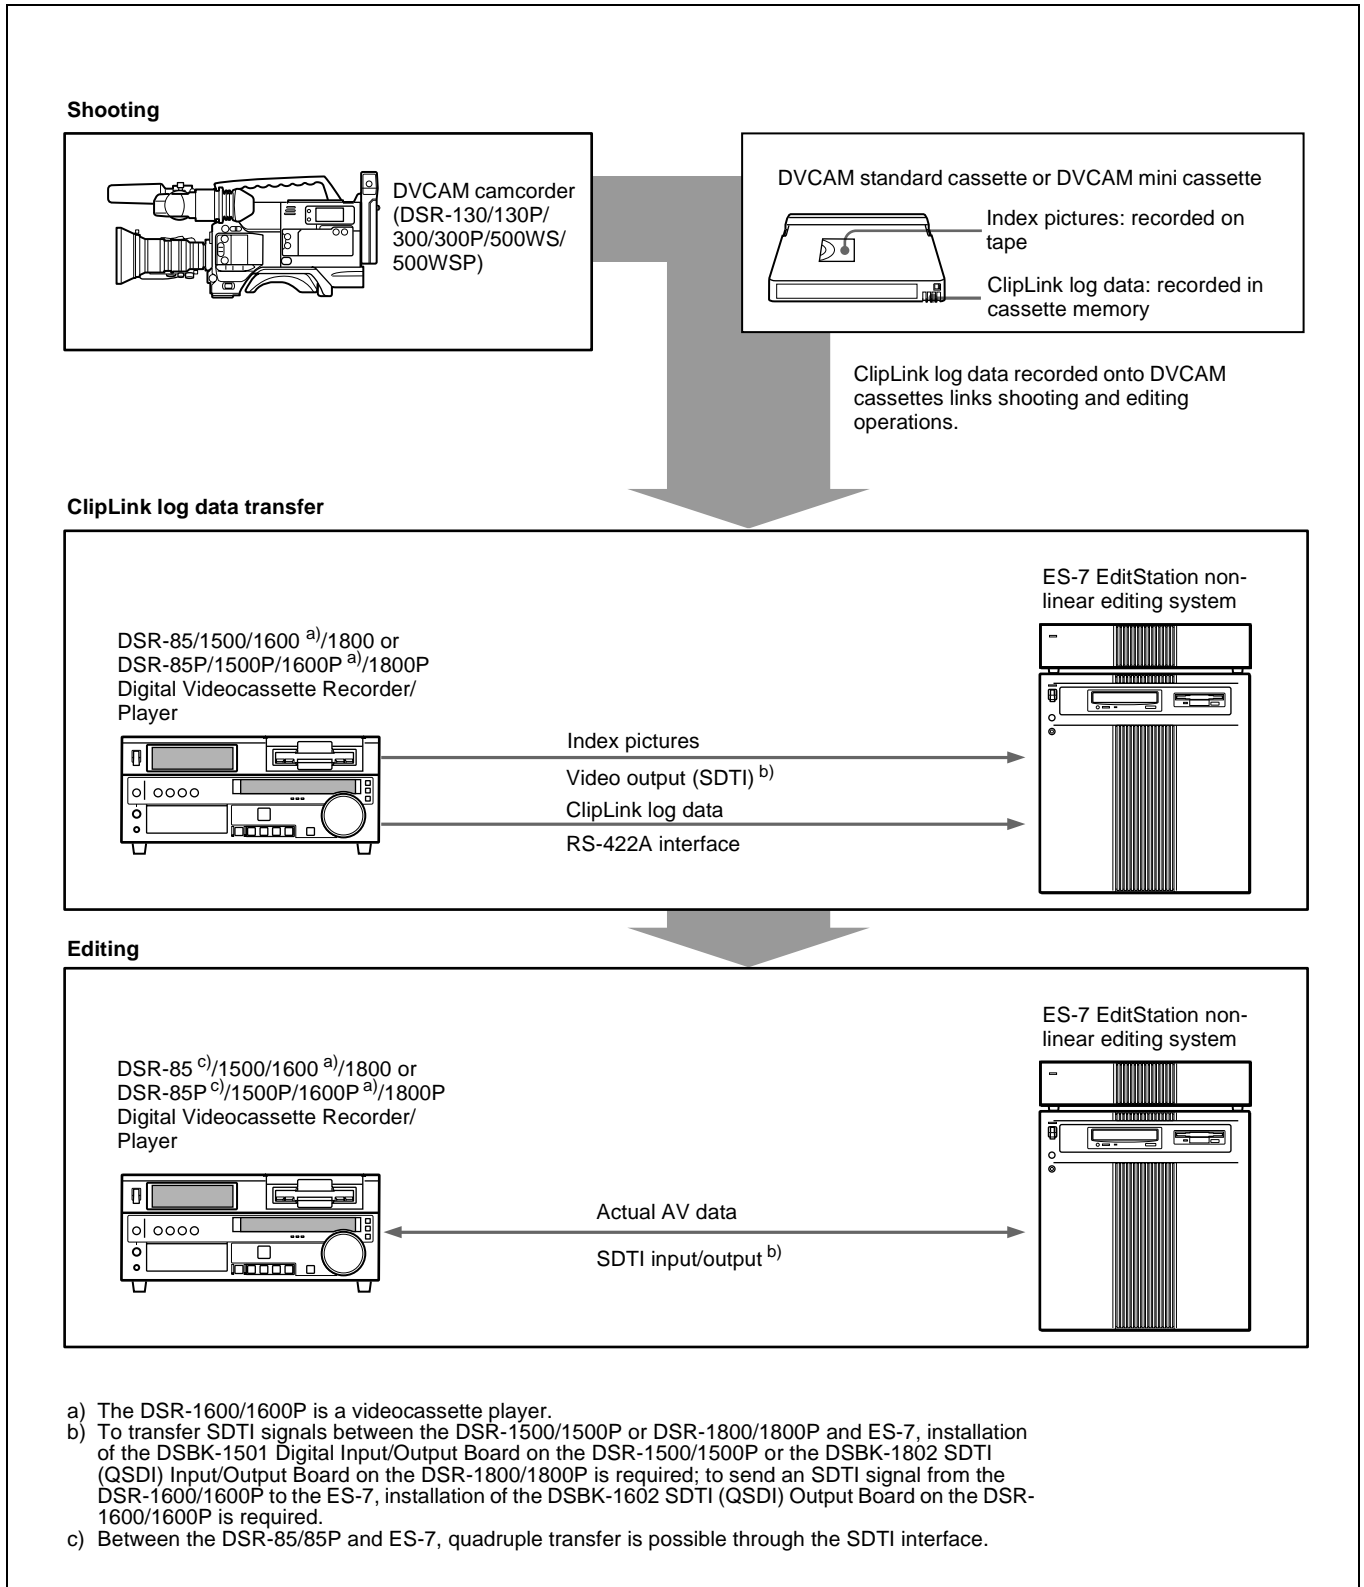 Shooting
DVCAM camcorder
(DSR-130/130P/
300/300P/500WS/
500WSP)
DVCAM standard cassette or DVCAM mini cassette
Index pictures: recorded on
tape
ClipLink log data: recorded in
cassette memory
ClipLink log data recorded onto DVCAM
cassettes links shooting and editing
operations.
ClipLink log data transfer
ES-7 EditStation non-
linear editing system
DSR-85/1500/1600 a)/1800 or
DSR-85P/1500P/1600P a)/1800P
Digital Videocassette Recorder/
Player
Index pictures
Video output (SDTI) b)
ClipLink log data
RS-422A interface
Editing
ES-7 EditStation non-
linear editing system
DSR-85 c)/1500/1600 a)/1800 or
DSR-85P c)/1500P/1600P a)/1800P
Digital Videocassette Recorder/
Player
Actual AV data
SDTI input/output b)
a) The DSR-1600/1600P is a videocassette player.
b) To transfer SDTI signals between the DSR-1500/1500P or DSR-1800/1800P and ES-7, installation
of the DSBK-1501 Digital Input/Output Board on the DSR-1500/1500P or the DSBK-1802 SDTI
(QSDI) Input/Output Board on the DSR-1800/1800P is required; to send an SDTI signal from the
DSR-1600/1600P to the ES-7, installation of the DSBK-1602 SDTI (QSDI) Output Board on the DSR-
1600/1600P is required.
c) Between the DSR-85/85P and ES-7, quadruple transfer is possible through the SDTI interface.